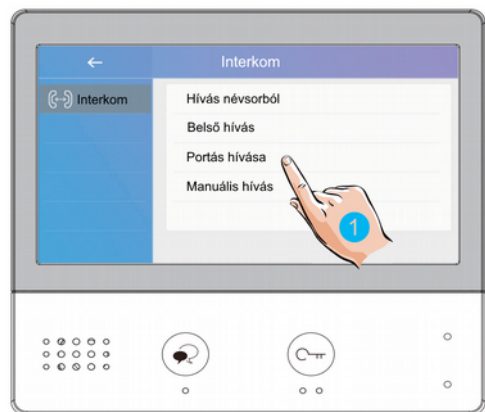 Interkom
Interkom
Hívás névsorból
Belső hívás
Portás hívása
Manuális hívás
1